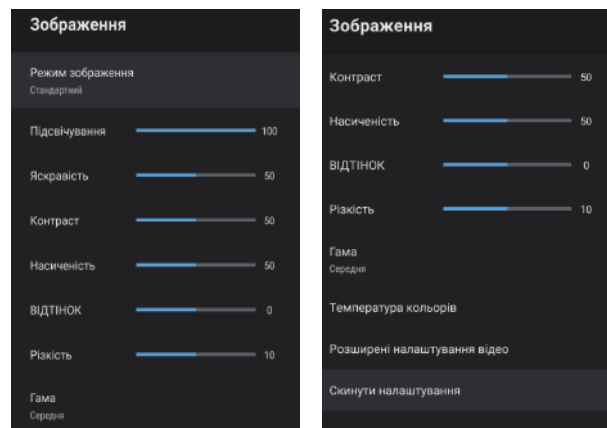 Зображення
Режим зображення
Стандартний
Підсвічування 100
Яскравість 50
Контраст 50
Насиченість 50
ВІДТІНОК 0
Різкість 10
Гама
Середня
Зображення
Контраст 50
Насиченість 50
ВІДТІНОК 0
Різкість 10
Гама
Середня
Температура кольорів
Розширені налаштування відео
Скинути налаштування